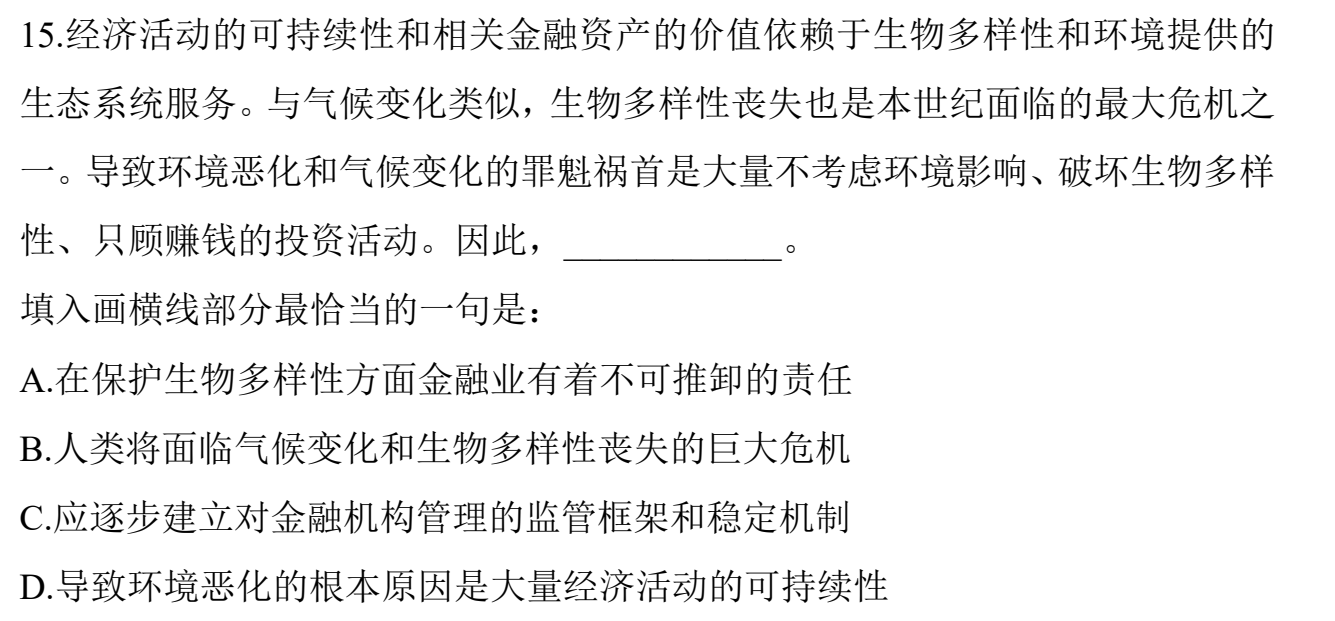 15.经济活动的可持续性和相关金融资产的价值依赖于生物多样性和环境提供的
生态系统服务。与气候变化类似，生物多样性丧失也是本世纪面临的最大危机之
一。导致环境恶化和气候变化的罪魁祸首是大量不考虑环境影响、破坏生物多样
性、只顾赚钱的投资活动。因此，____________。
填入画横线部分最恰当的一句是：
A.在保护生物多样性方面金融业有着不可推卸的责任
B.人类将面临气候变化和生物多样性丧失的巨大危机
C.应逐步建立对金融机构管理的监管框架和稳定机制
D.导致环境恶化的根本原因是大量经济活动的可持续性